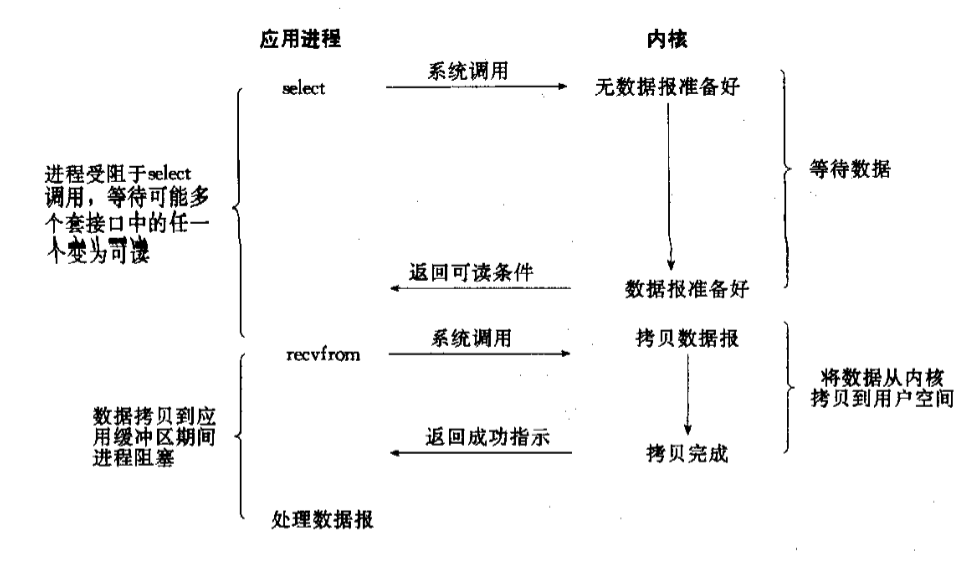 应用进程
内核
select
系统调用
无数据报准备好
进程受阻于select
调用，等待可能多
个套接口中的任一
个变为可读
等待数据
返回可读条件
数据报准备好
recvfrom
系统调用
拷贝数据报
将数据从内核
拷贝到用户空间
数据拷贝到应
用缓冲区期间
进程阻塞
返回成功指示
拷贝完成
处理数据报